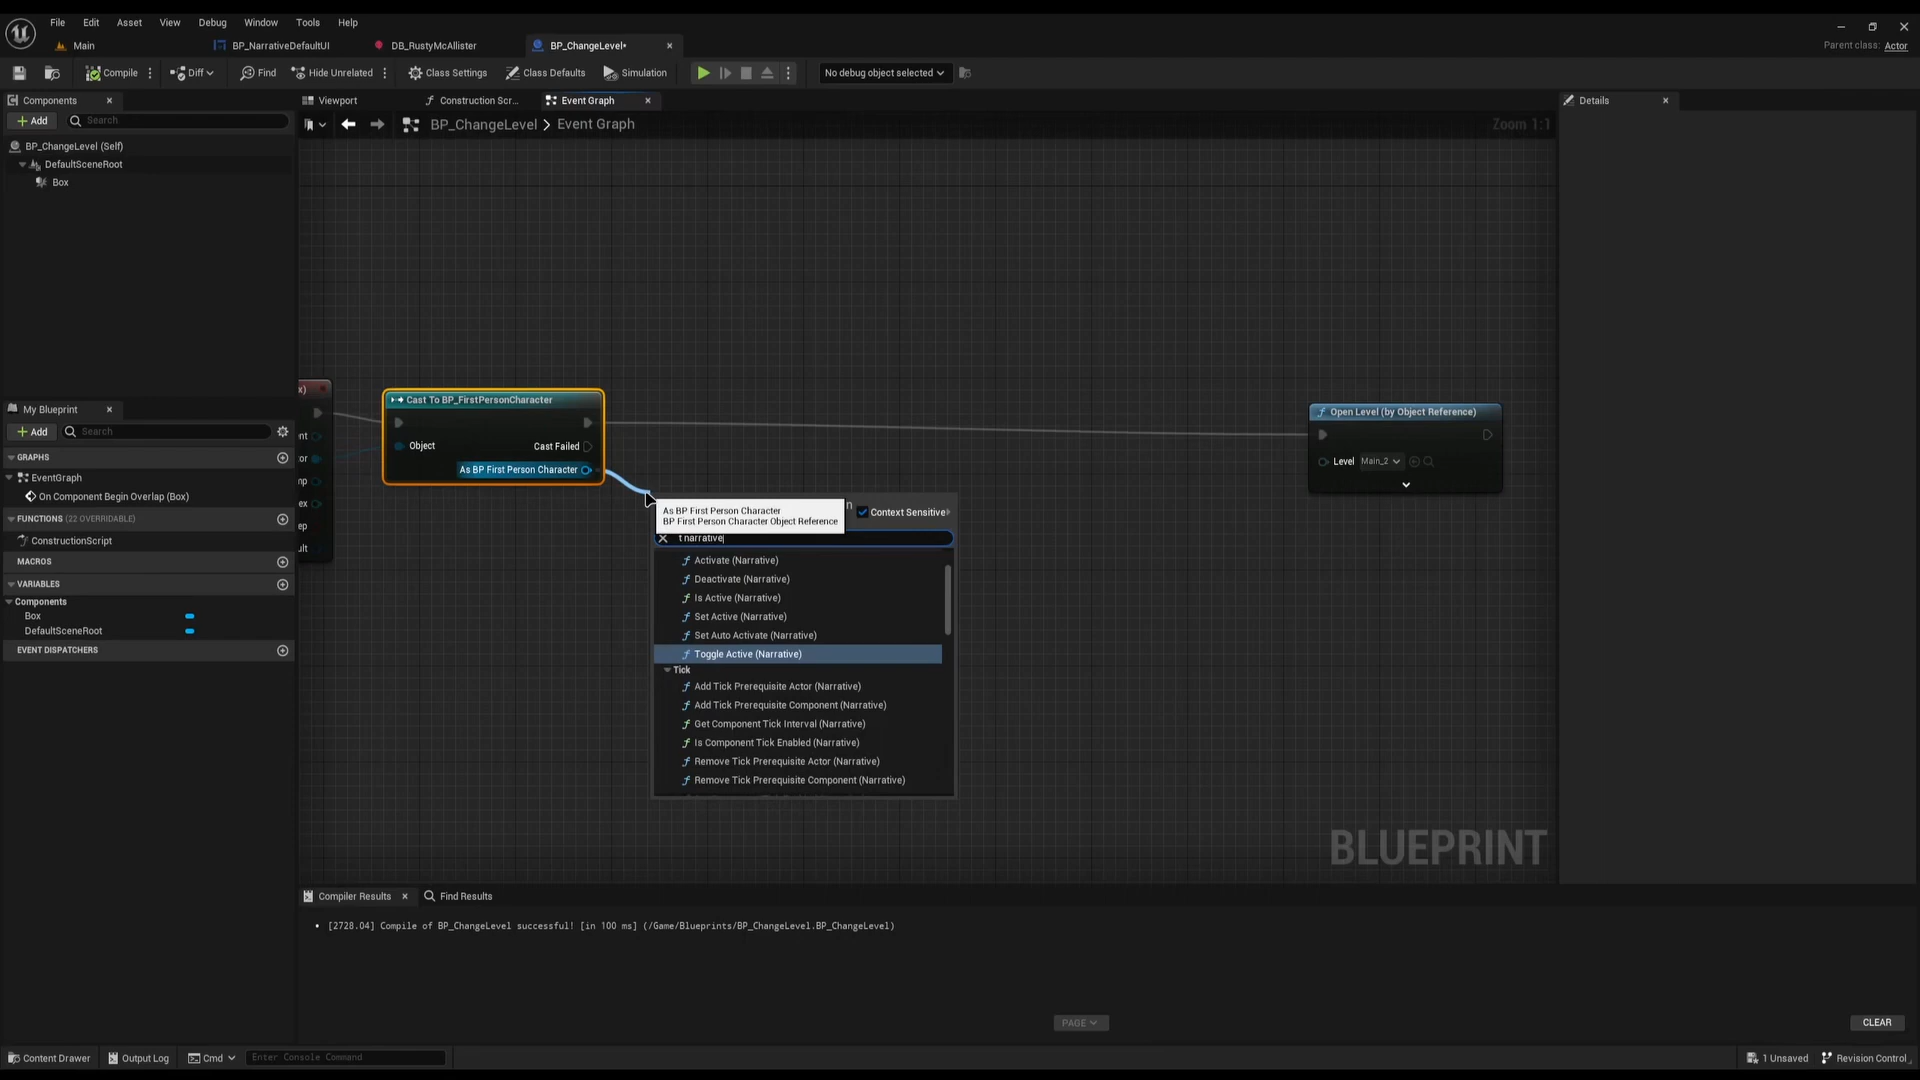 File Edit Asset View Debug Window Tools Help
Main BP_NarrativeDefaultUI DB_RustyMcAllister BP_ChangeLevel*
Parent class: Actor
Compile Diff Find Hide Unrelated Class Settings Class Defaults Simulation No debug object selected
Components
Viewport Construction Scr... Event Graph
Details
Add Search
BP_ChangeLevel > Event Graph
Zoom 1:1
BP_ChangeLevel (Self)
DefaultSceneRoot
Box
My Blueprint
Add Search
GRAPHS
EventGraph
On Component Begin Overlap (Box)
FUNCTIONS (22 OVERRIDABLE)
ConstructionScript
MACROS
VARIABLES
Components
Box
DefaultSceneRoot
EVENT DISPATCHERS
x)
nt
or
mp
ex
ep
ult
Cast To BP_FirstPersonCharacter
Object
Cast Failed
As BP First Person Character
As BP First Person Character
BP First Person Character Object Reference
n
Context Sensitive
t narrative
Activate (Narrative)
Deactivate (Narrative)
Is Active (Narrative)
Set Active (Narrative)
Set Auto Activate (Narrative)
Toggle Active (Narrative)
Tick
Add Tick Prerequisite Actor (Narrative)
Add Tick Prerequisite Component (Narrative)
Get Component Tick Interval (Narrative)
Is Component Tick Enabled (Narrative)
Remove Tick Prerequisite Actor (Narrative)
Remove Tick Prerequisite Component (Narrative)
Open Level (by Object Reference)
Level Main_2
BLUEPRINT
Compiler Results Find Results
[2728.04] Compile of BP_ChangeLevel successful! [in 100 ms] (/Game/Blueprints/BP_ChangeLevel.BP_ChangeLevel)
PAGE
CLEAR
Content Drawer Output Log Cmd Enter Console Command
1 Unsaved Revision Control